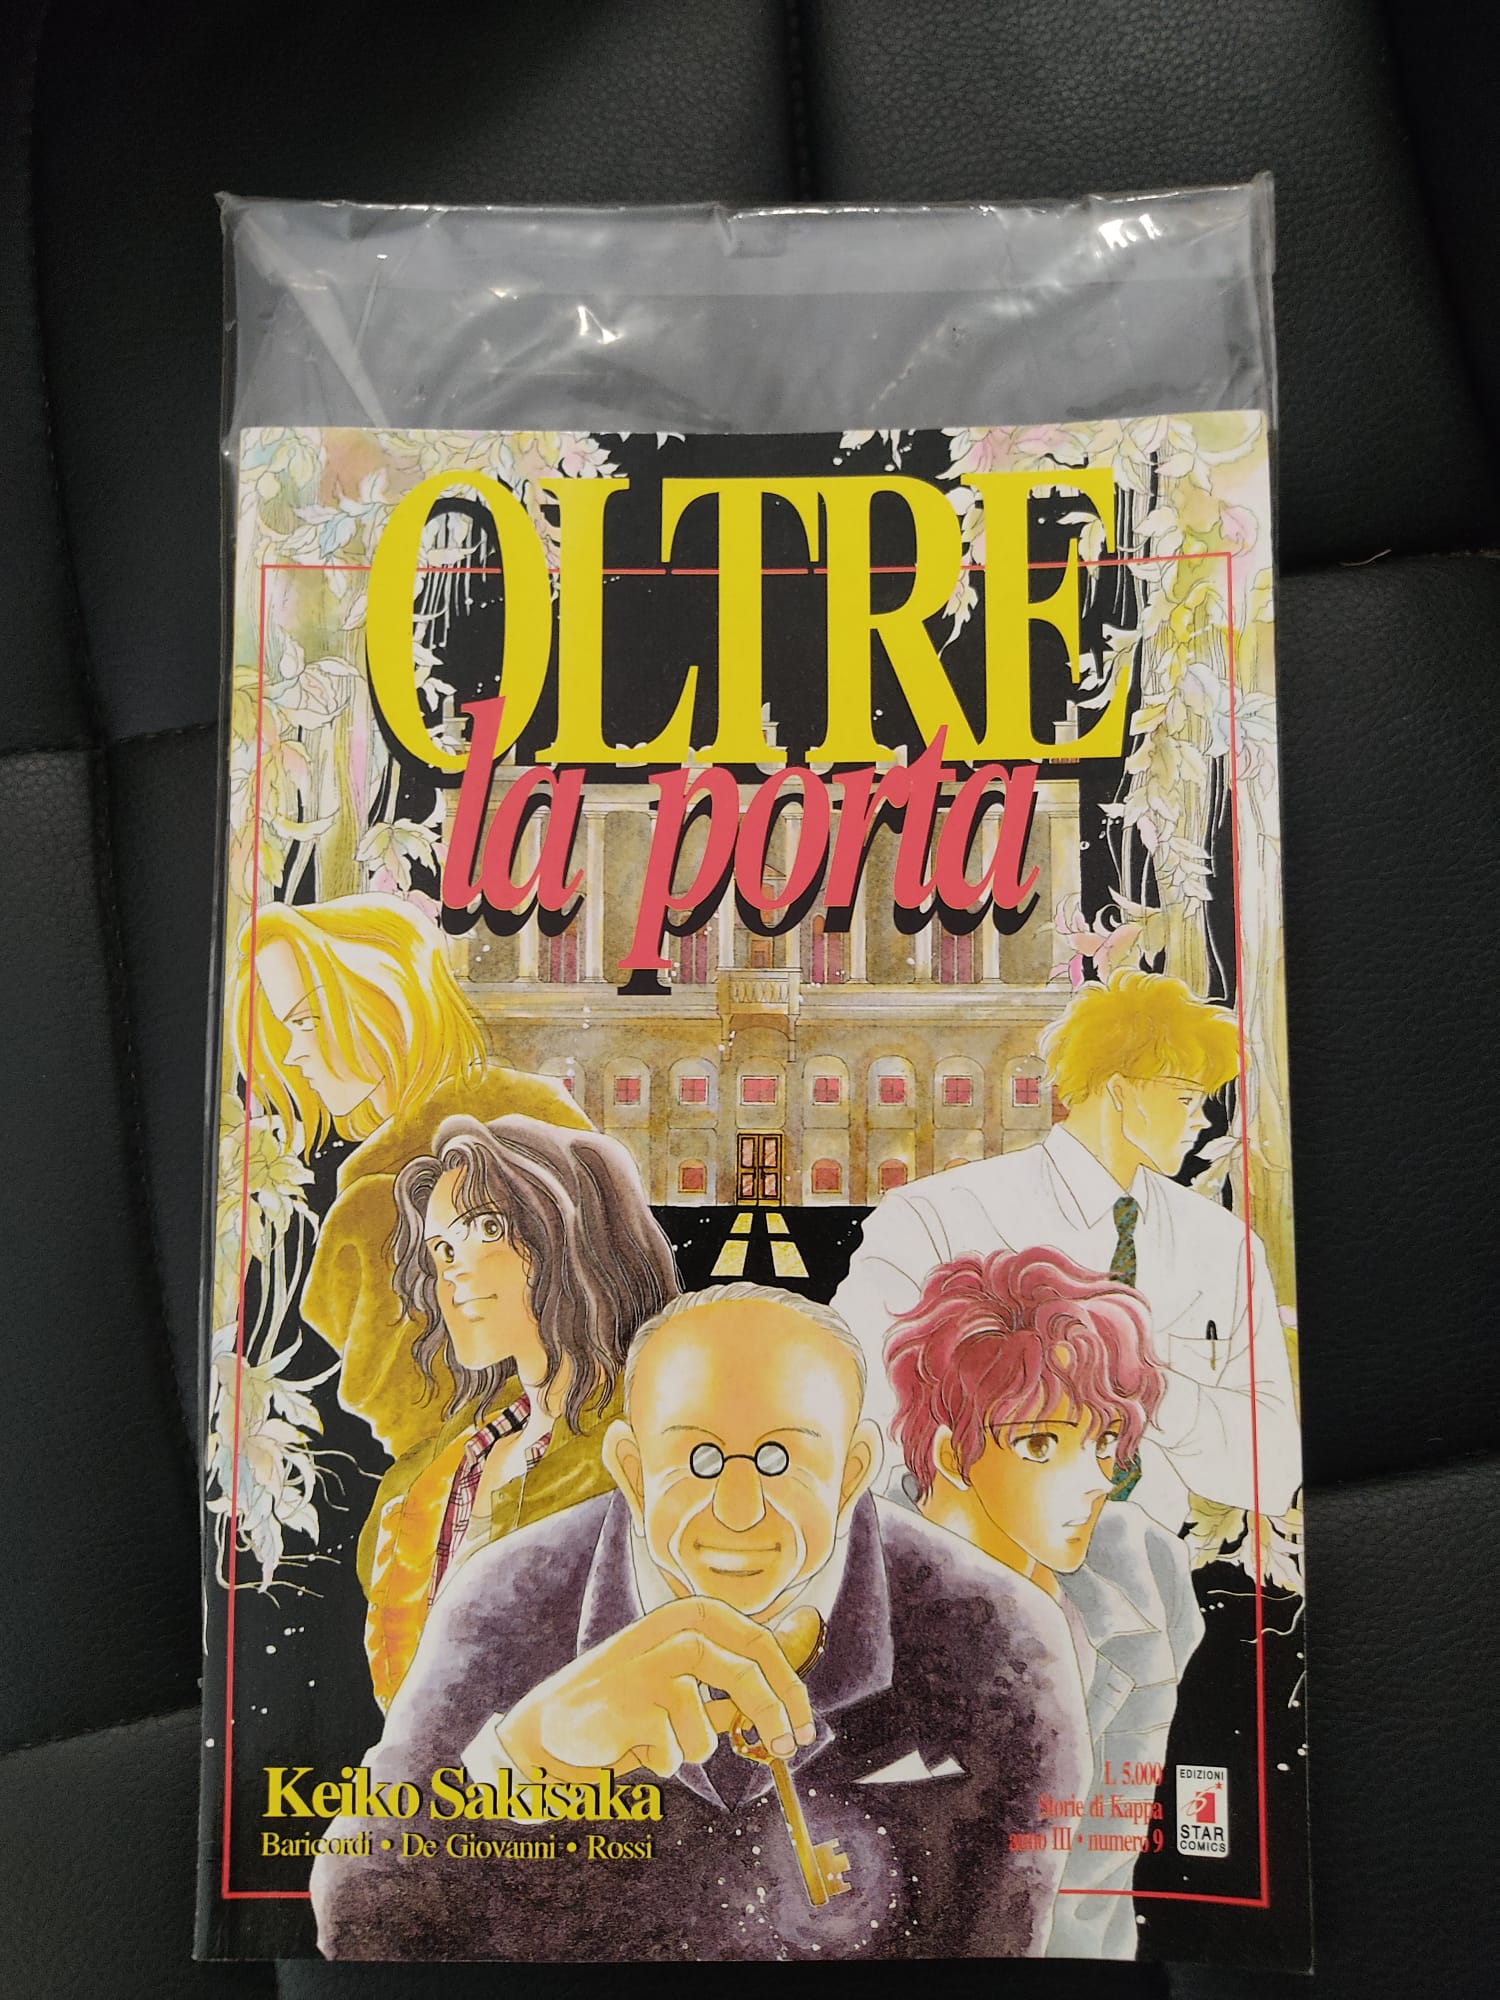 OLTRE
la porta
Keiko Sakisaka
Baricordi • De Giovanni • Rossi
L. 5.000
Storie di Kappa
anno III • numero 9
EDIZIONI
STAR
COMICS